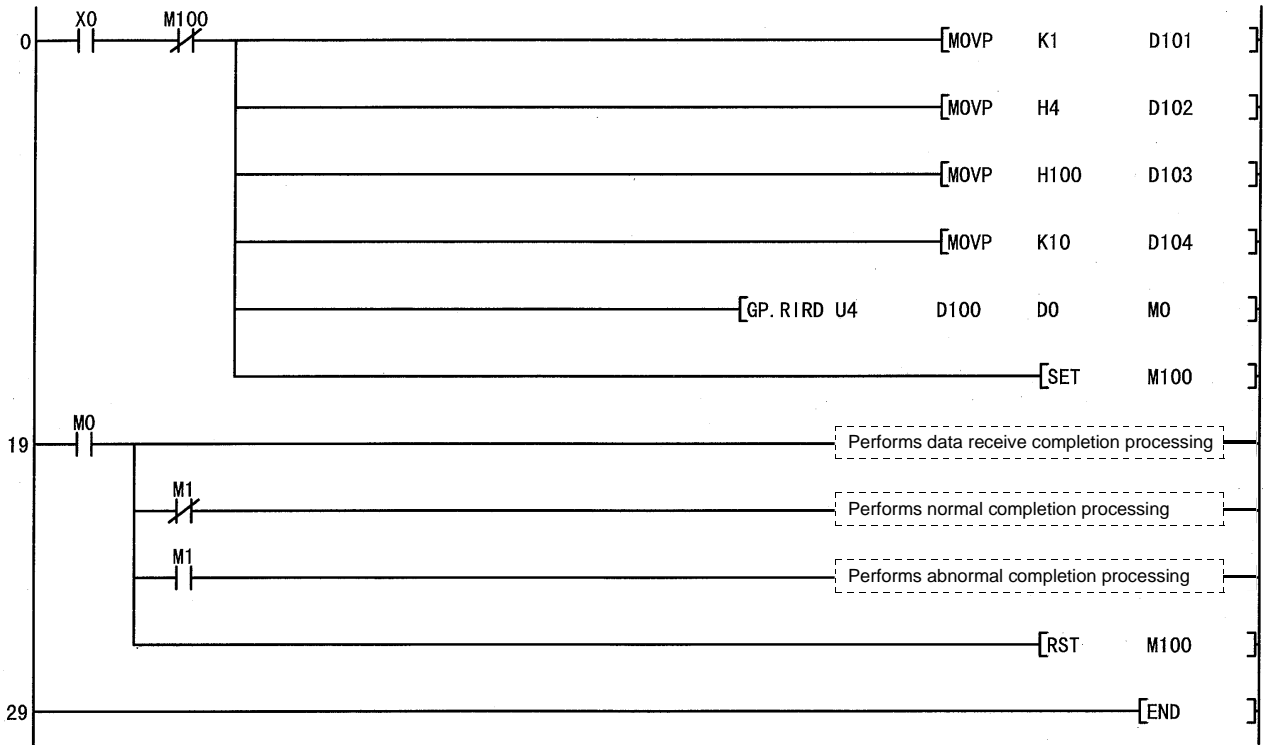 X0 M100
0 [MOVP K1 D101 ]
[MOVP H4 D102 ]
[MOVP H100 D103 ]
[MOVP K10 D104 ]
[GP.RIRD U4 D100 D0 M0 ]
[SET M100 ]
M0
19 Performs data receive completion processing
M1
Performs normal completion processing
M1
Performs abnormal completion processing
[RST M100 ]
29 [END ]